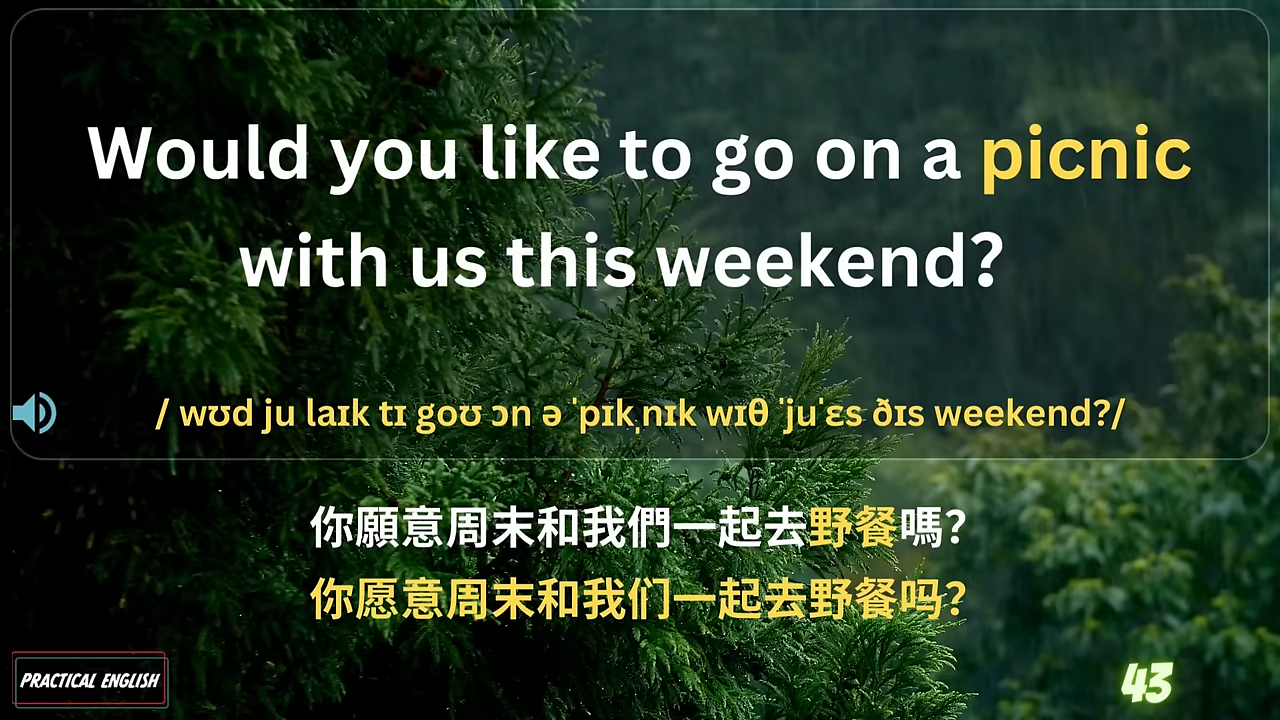 Would you like to go on a picnic
with us this weekend?
/ wʊd ju laɪk tɪ goʊ ɔn ə ˈpɪkˌnɪk wɪθ ˈjuˈɛs ðɪs weekend?/
你願意周末和我們一起去野餐嗎?
你愿意周末和我们一起去野餐吗?
PRACTICAL ENGLISH
43